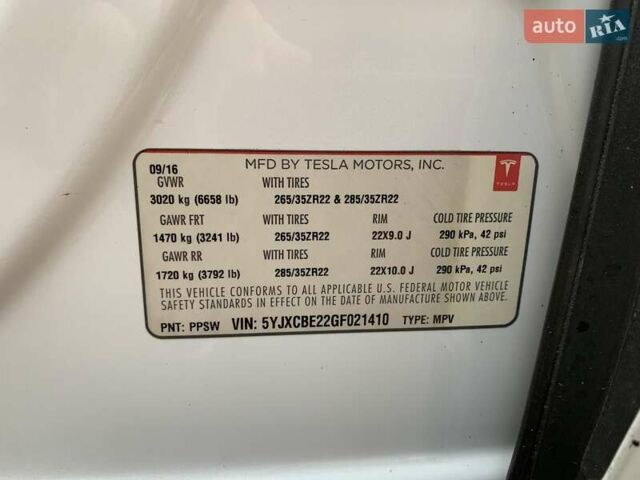 auto RIA.com
09/16 MFD BY TESLA MOTORS, INC.
TESLA
GVWR WITH TIRES
3020 kg (6658 lb) 265/35ZR22 & 285/35ZR22
GAWR FRT WITH TIRES RIM COLD TIRE PRESSURE
1470 kg (3241 lb) 265/35ZR22 22X9.0 J 290 kPa, 42 psi
GAWR RR WITH TIRES RIM COLD TIRE PRESSURE
1720 kg (3792 lb) 285/35ZR22 22X10.0 J 290 kPa, 42 psi
THIS VEHICLE CONFORMS TO ALL APPLICABLE U.S. FEDERAL MOTOR VEHICLE
SAFETY STANDARDS IN EFFECT ON THE DATE OF MANUFACTURE SHOWN ABOVE.
PNT: PPSW VIN: 5YJXCBE22GF021410 TYPE: MPV